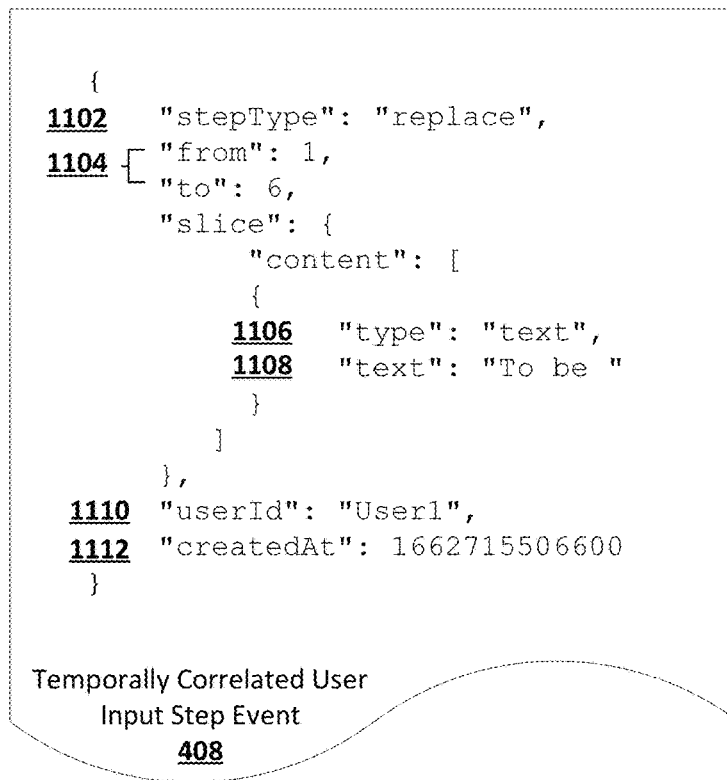 {
1102 "stepType": "replace",
1104 "from": 1,
"to": 6,
"slice": {
"content": [
{
1106 "type": "text",
1108 "text": "To be "
}
]
},
1110 "userId": "User1",
1112 "createdAt": 1662715506600
}
Temporally Correlated User
Input Step Event
408